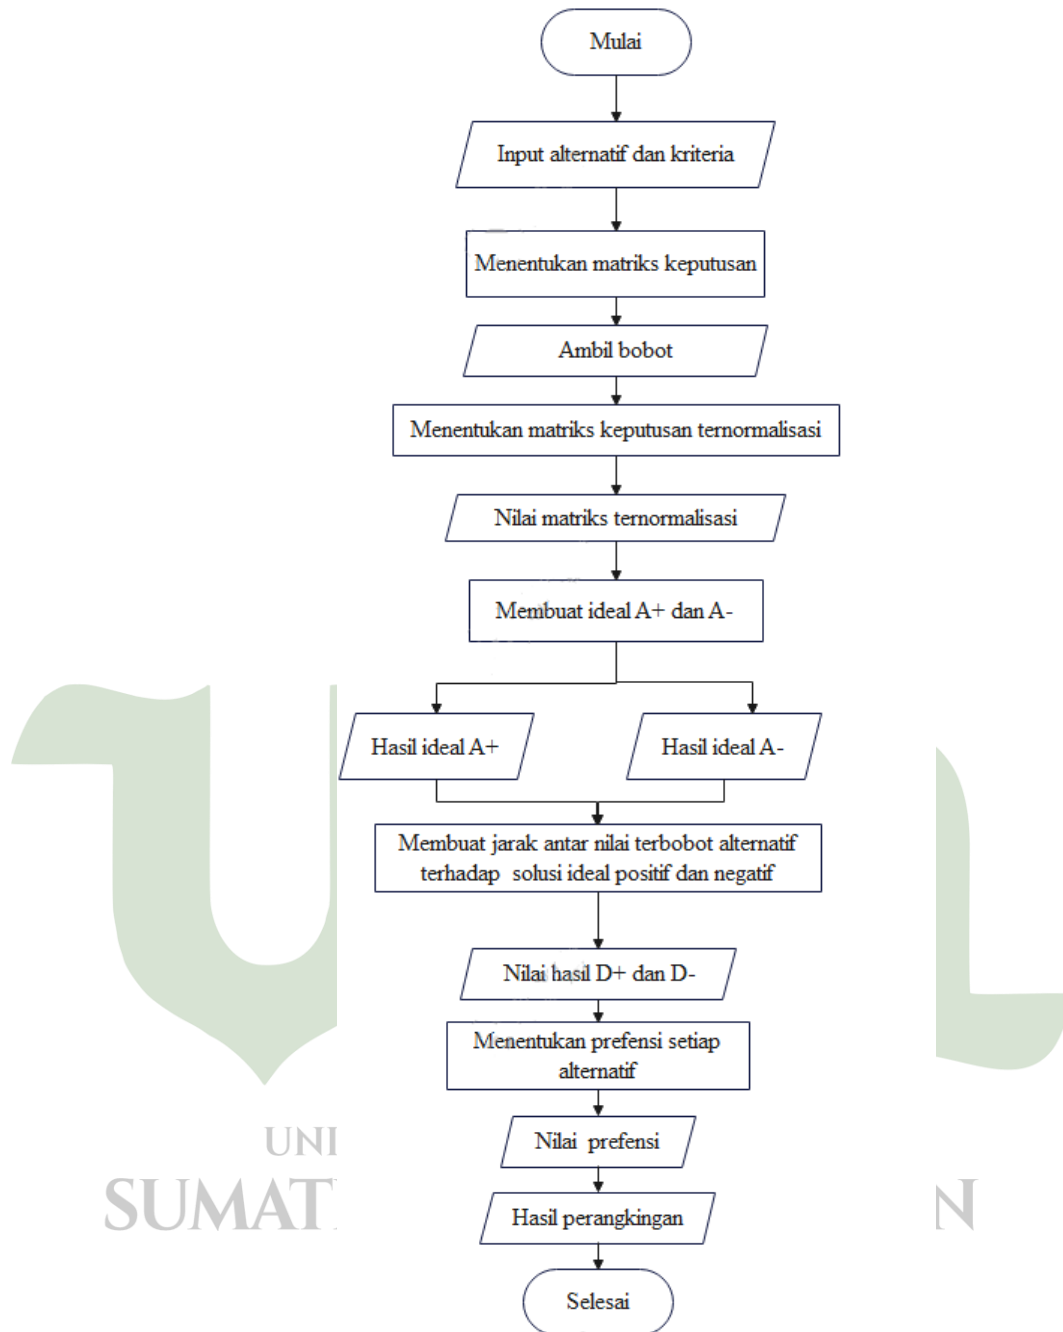 Mulai
Input alternatif dan kriteria
Menentukan matriks keputusan
Ambil bobot
Menentukan matriks keputusan ternormalisasi
Nilai matriks ternormalisasi
Membuat ideal A+ dan A-
Hasil ideal A+
Hasil ideal A-
Membuat jarak antar nilai terbobot alternatif
terhadap solusi ideal positif dan negatif
Nilai hasil D+ dan D-
Menentukan prefensi setiap
alternatif
Nilai prefensi
Hasil perangkingan
Selesai
UNI
SUMAT N